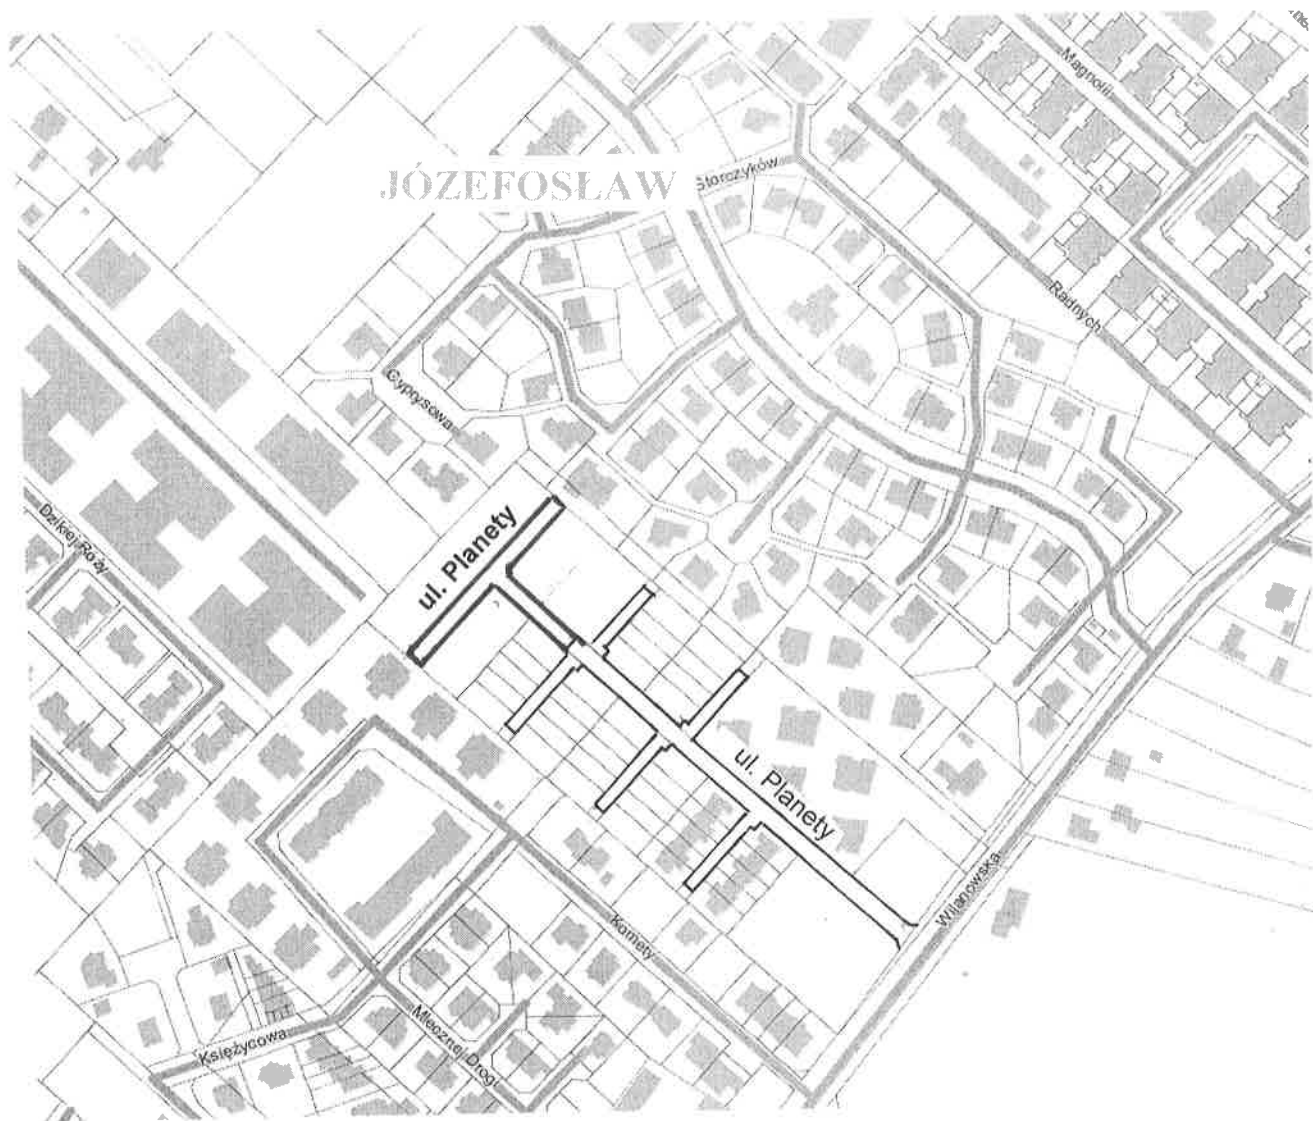 Magnolii
JÓZEFOSŁAW
Storczyków
Radnych
Cyprysowa
ul. Planety
Dzikiej Róży
ul. Planety
Wilanowska
Komety
Mlecznej Drogi
Księżycowa